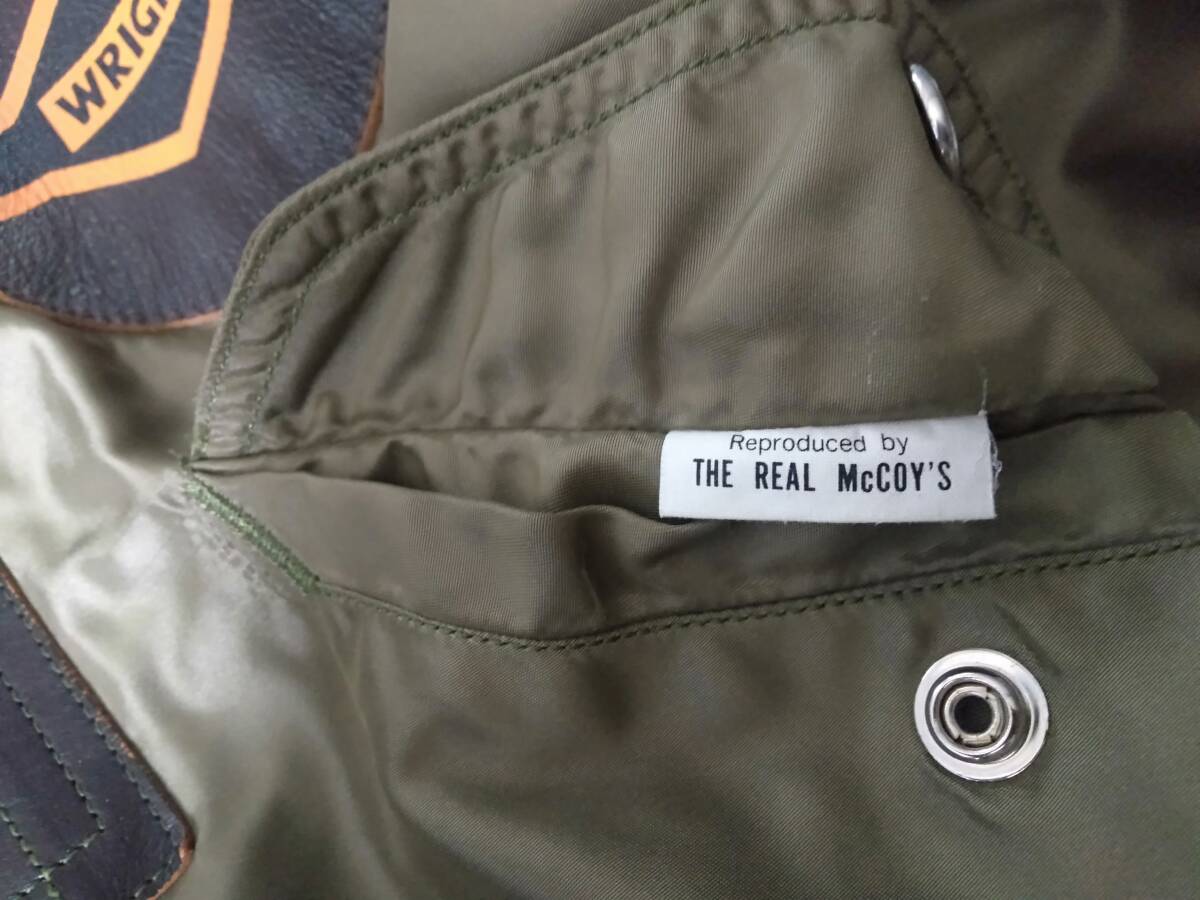 WRIG
Reproduced by
THE REAL McCOY'S